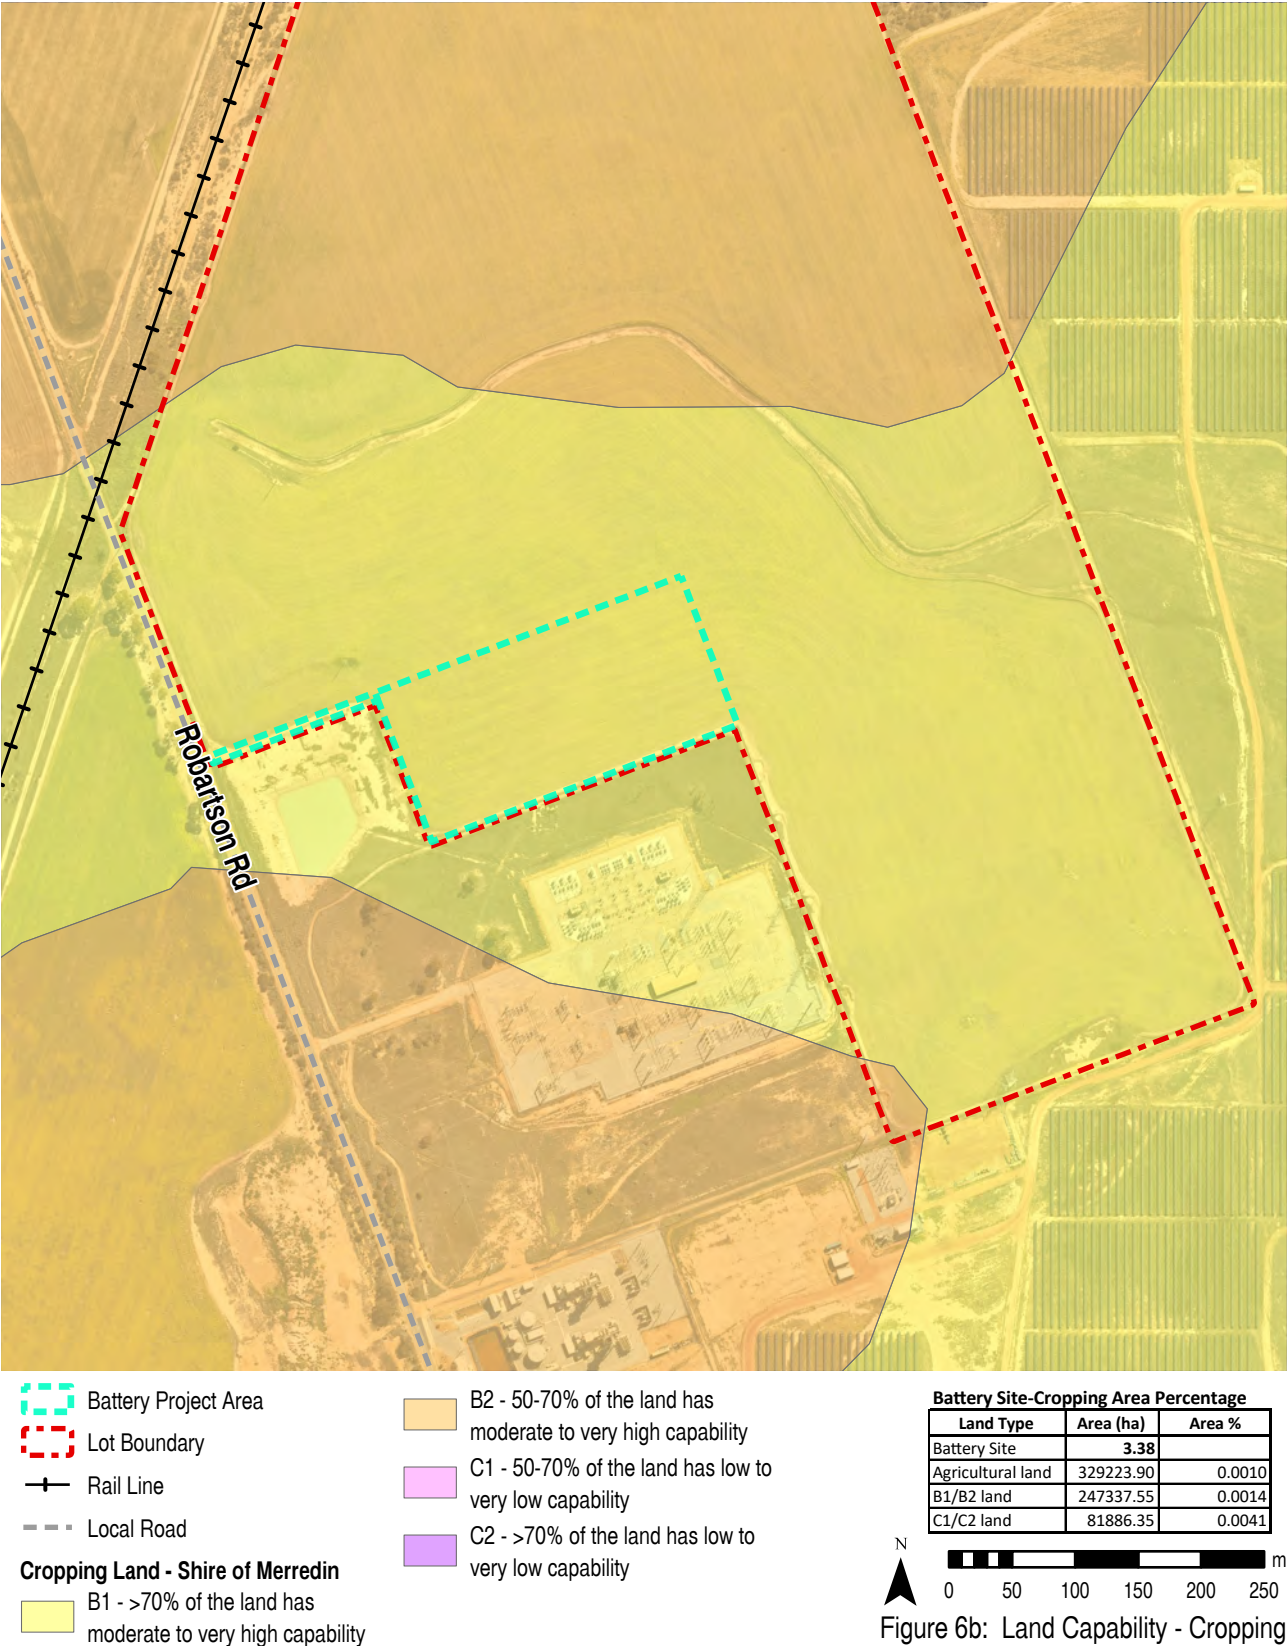 Robartson Rd
Battery Project Area
Lot Boundary
Rail Line
Local Road
Cropping Land - Shire of Merredin
B1 - >70% of the land has
moderate to very high capability
B2 - 50-70% of the land has
moderate to very high capability
C1 - 50-70% of the land has low to
very low capability
C2 - >70% of the land has low to
very low capability
Battery Site-Cropping Area Percentage
Land Type Area (ha) Area %
Battery Site 3.38
Agricultural land 329223.90 0.0010
B1/B2 land 247337.55 0.0014
C1/C2 land 81886.35 0.0041
N
m
0 50 100 150 200 250
Figure 6b: Land Capability - Cropping